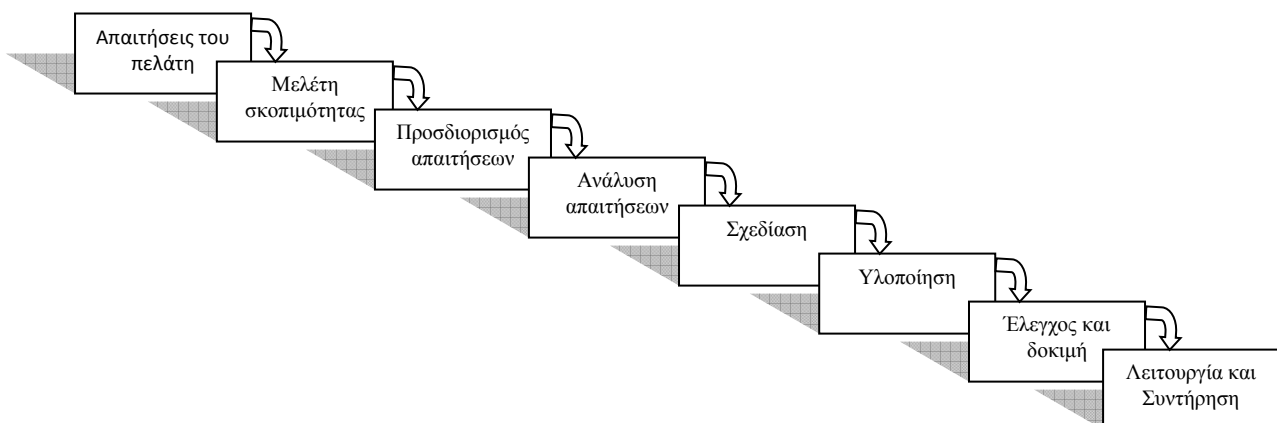 Απαιτήσεις του
πελάτη
Μελέτη
σκοπιμότητας
Προσδιορισμός
απαιτήσεων
Ανάλυση
απαιτήσεων
Σχεδίαση
Υλοποίηση
Έλεγχος και
δοκιμή
Λειτουργία και
Συντήρηση